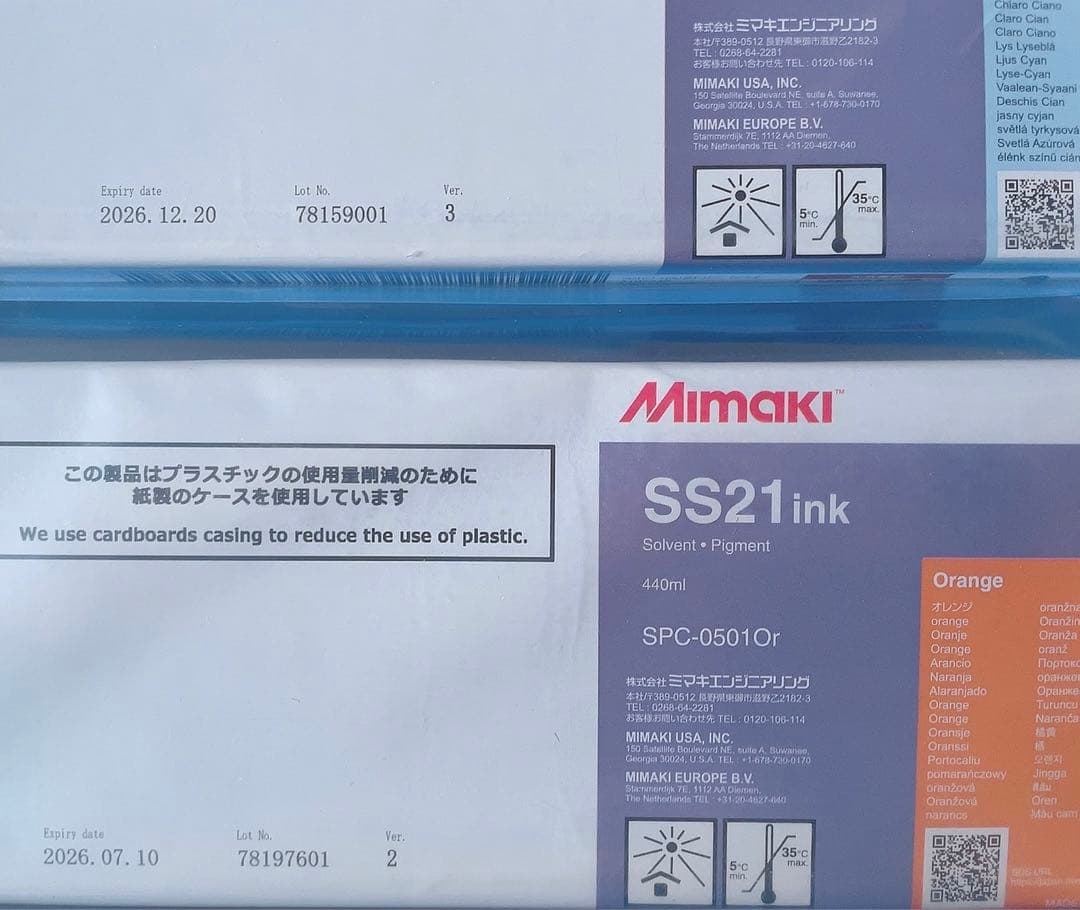 株式会社ミマキエンジニアリング
本社/〒389-0512 長野県東御市滋野乙2182-3
TEL : 0268-64-2281
お客様お問い合わせ先 TEL : 0120-106-114
MIMAKI USA, INC.
150 Satellite Boulevard NE, suite A, Suwanee,
Georgia 30024, U.S.A. TEL : +1-678-730-0170
MIMAKI EUROPE B.V.
Stammerdijk 7E, 1112 AA Diemen,
The Netherlands TEL : +31-20-4627-640
Chiaro Ciano
Claro Cian
Claro Ciano
Lys Lyseblå
Ljus Cyan
Lyse-Cyan
Vaalean-Syaani
Deschis Cian
jasny cyjan
světlá tyrkysová
Svetlá Azúrová
élénk színű cián
Expiry date Lot No. Ver.
2026.12.20 78159001 3
5°C min. 35°C max.
Mimaki™
この製品はプラスチックの使用量削減のために
紙製のケースを使用しています
We use cardboards casing to reduce the use of plastic.
SS21 ink
Solvent • Pigment
440ml
SPC-0501Or
株式会社ミマキエンジニアリング
本社/〒389-0512 長野県東御市滋野乙2182-3
TEL : 0268-64-2281
お客様お問い合わせ先 TEL : 0120-106-114
MIMAKI USA, INC.
150 Satellite Boulevard NE, suite A, Suwanee,
Georgia 30024, U.S.A. TEL : +1-678-730-0170
MIMAKI EUROPE B.V.
Stammerdijk 7E, 1112 AA Diemen,
The Netherlands TEL : +31-20-4627-640
Orange
オレンジ oranžna
orange Oranžin
Oranje Oranža
Orange oranž
Arancio Портоко
Naranja оранжев
Alaranjado Оранже
Orange Turuncu
Orange Naranča
Oransje 橘黄
Oranssi 橘
Portocaliu 오렌지
pomarańczowy Jingga
oranžová สีส้ม
Oranžová Oren
narancs Màu cam
Expiry date Lot No. Ver.
2026.07.10 78197601 2
5°C min. 35°C max.
SDS URL